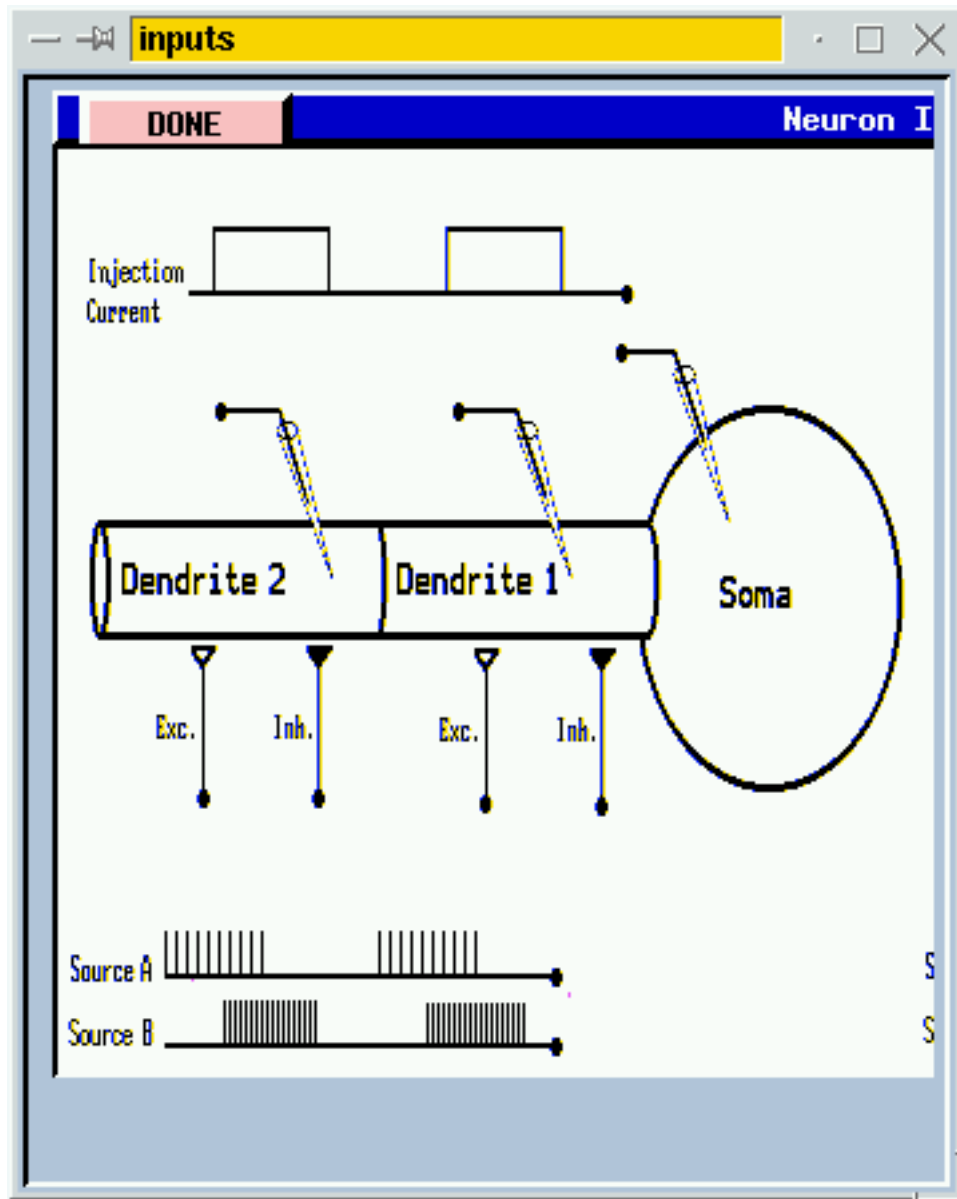 inputs
DONE
Neuron I
Injection
Current
Dendrite 2
Dendrite 1
Soma
Exc.
Inh.
Exc.
Inh.
Source A
S
Source B
S